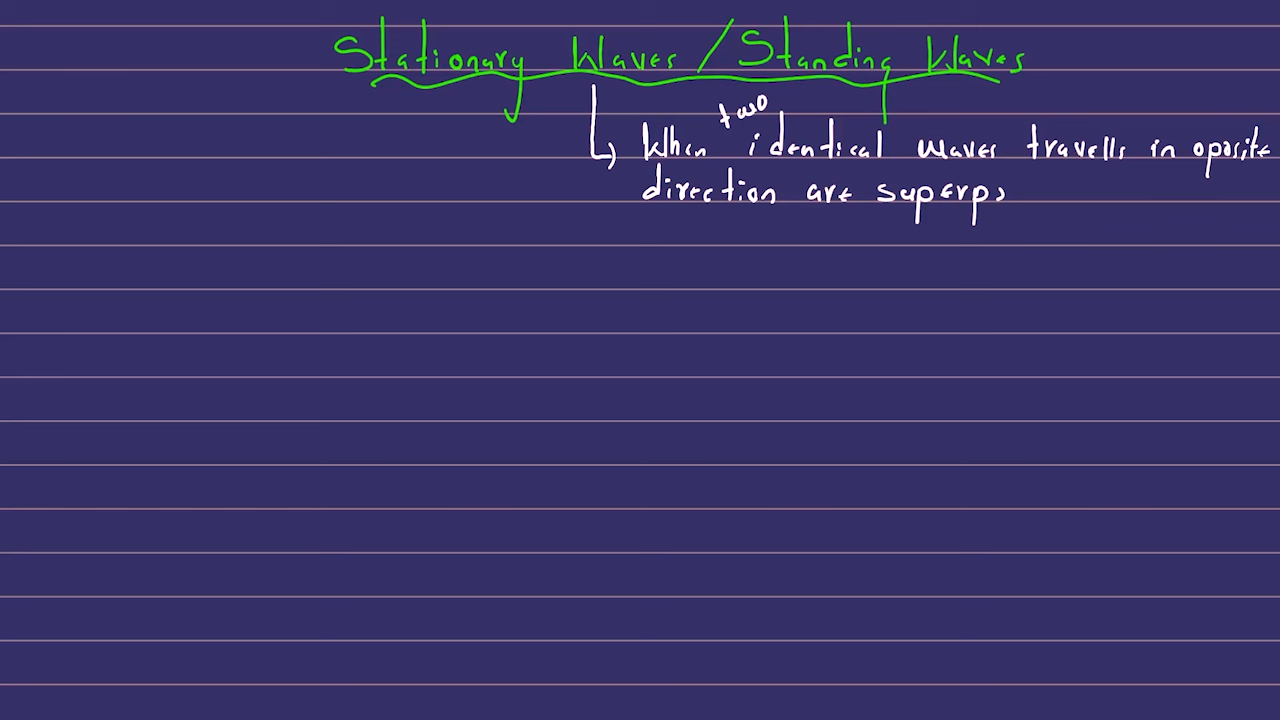 Stationary Waves / Standing Waves
When two identical waves travells in oposite
direction are superpo